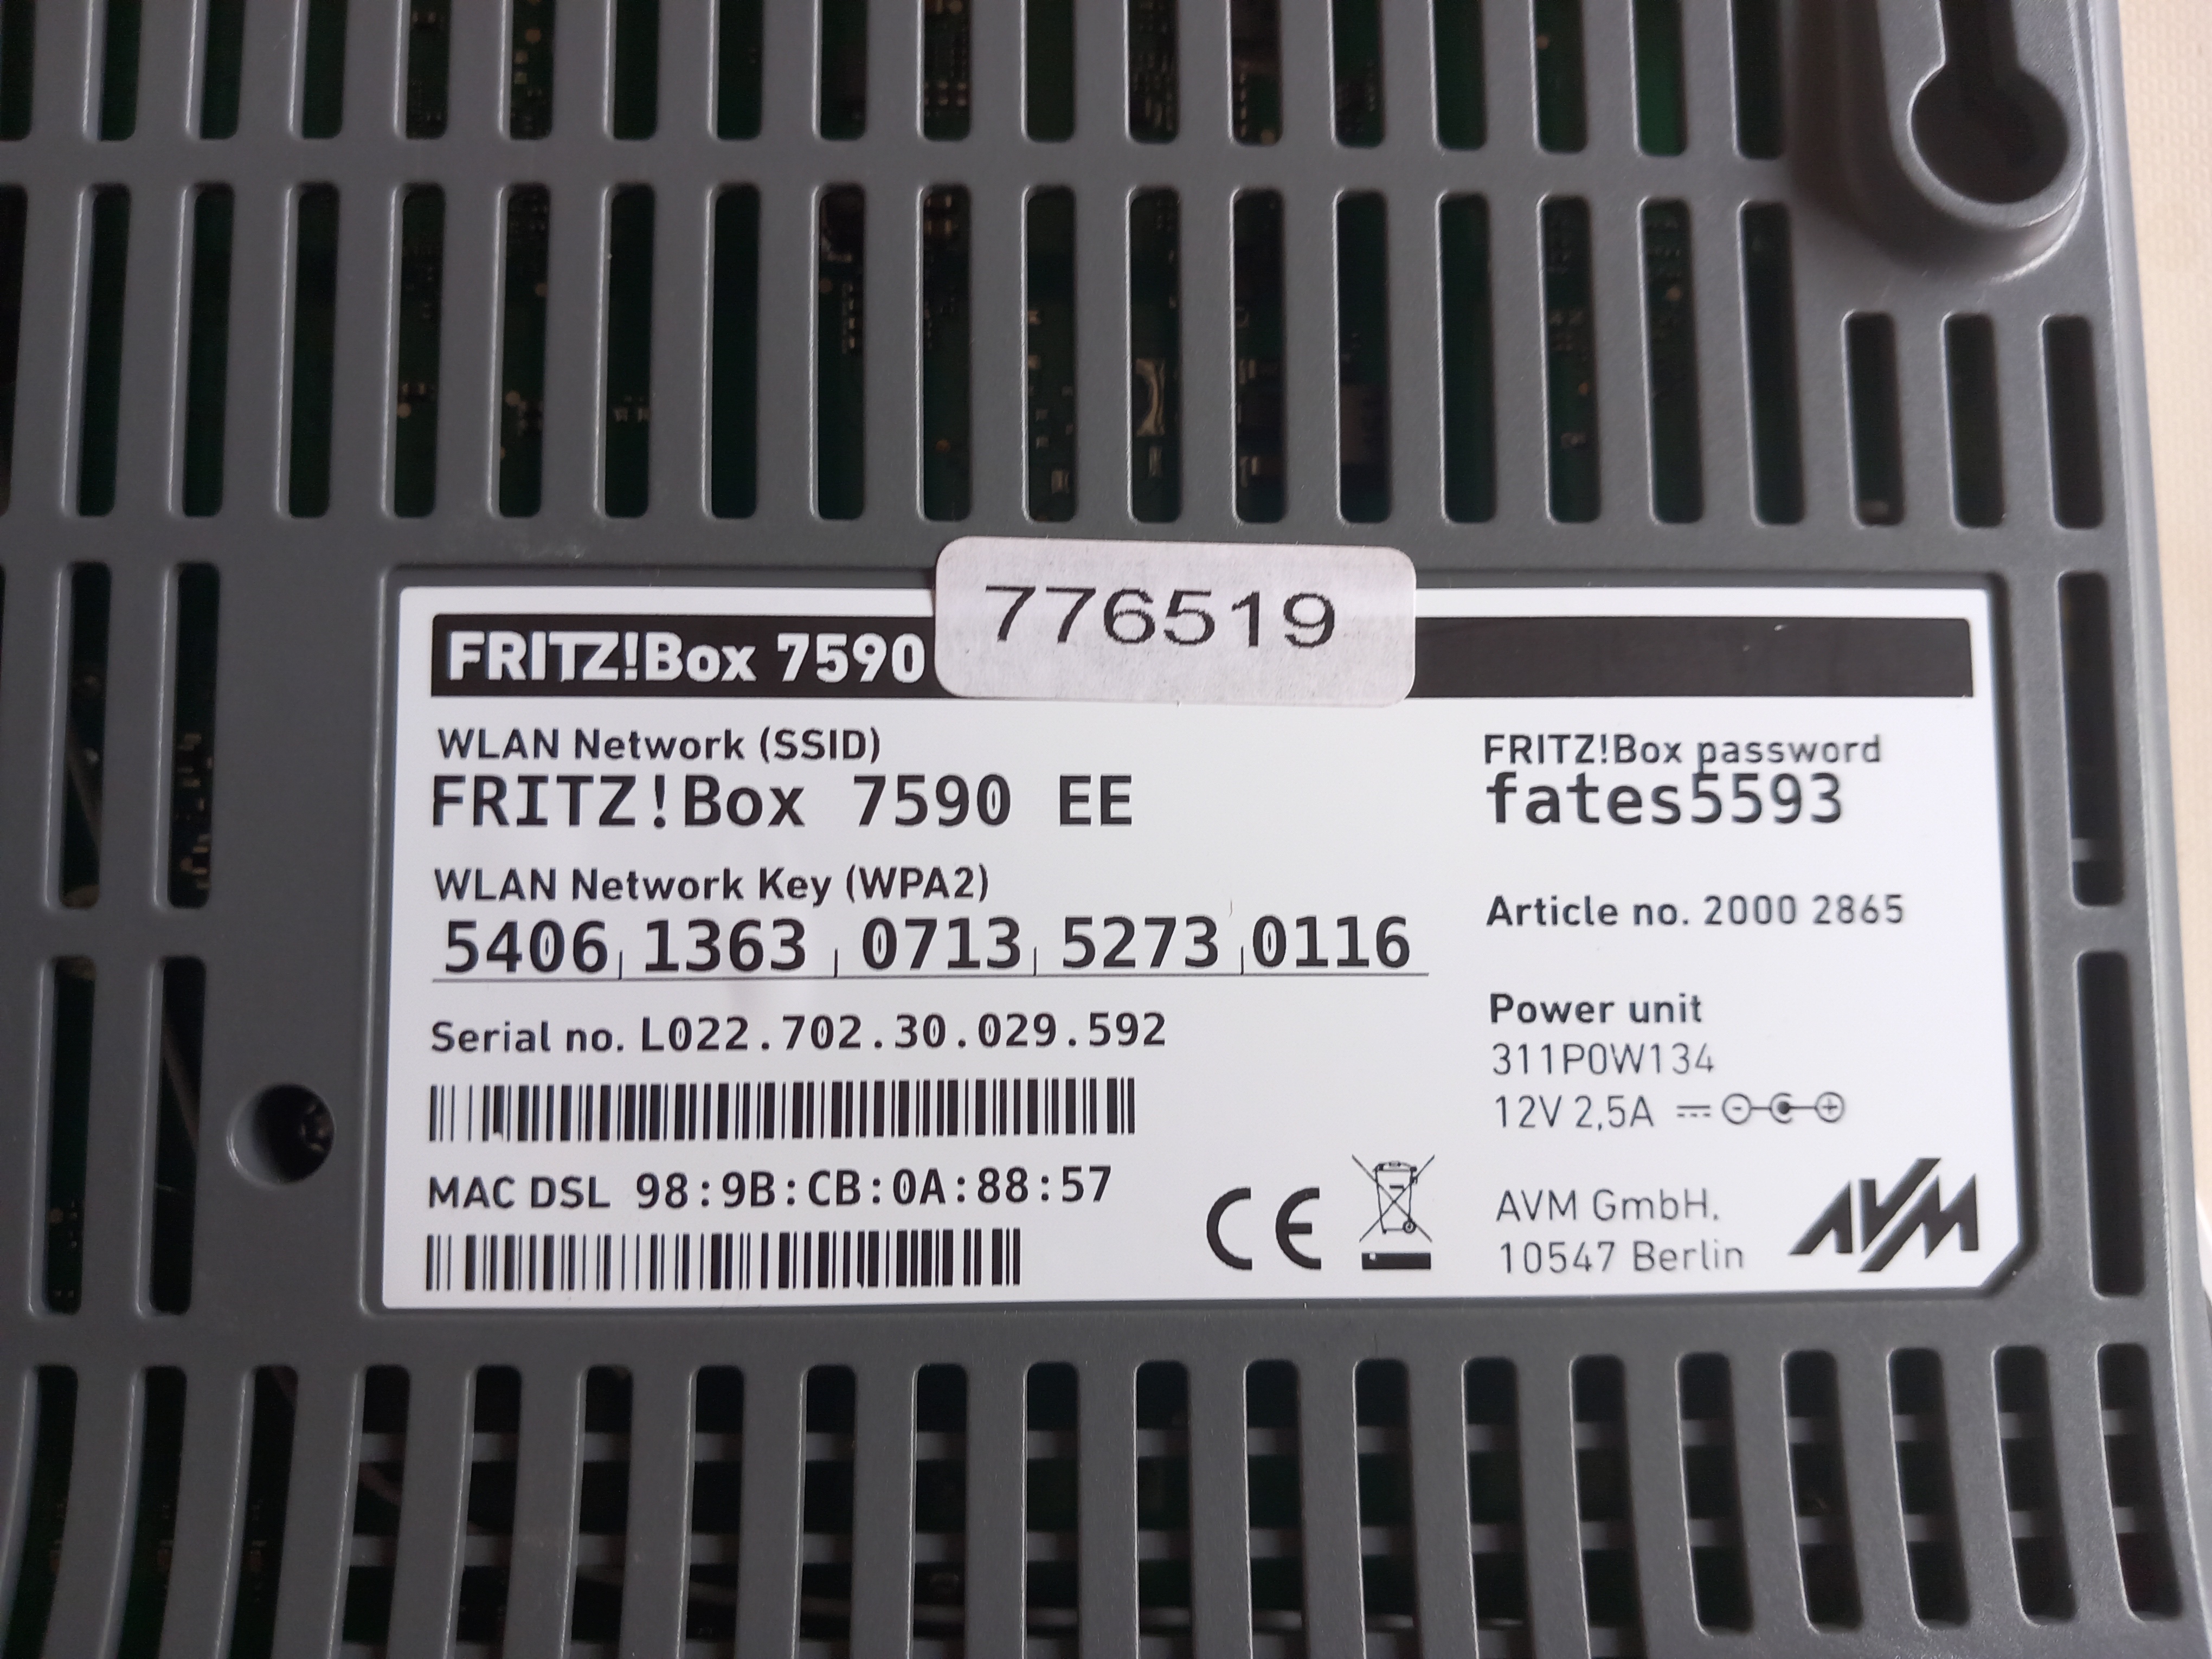 776519
FRITZ!Box 7590
WLAN Network (SSID)
FRITZ!Box 7590 EE
FRITZ!Box password
fates5593
WLAN Network Key (WPA2)
5406 1363 0713 5273 0116
Article no. 2000 2865
Serial no. L022.702.30.029.592
Power unit
311P0W134
12V 2,5A
MAC DSL 98:9B:CB:0A:88:57
CE
AVM GmbH.
10547 Berlin
AVM